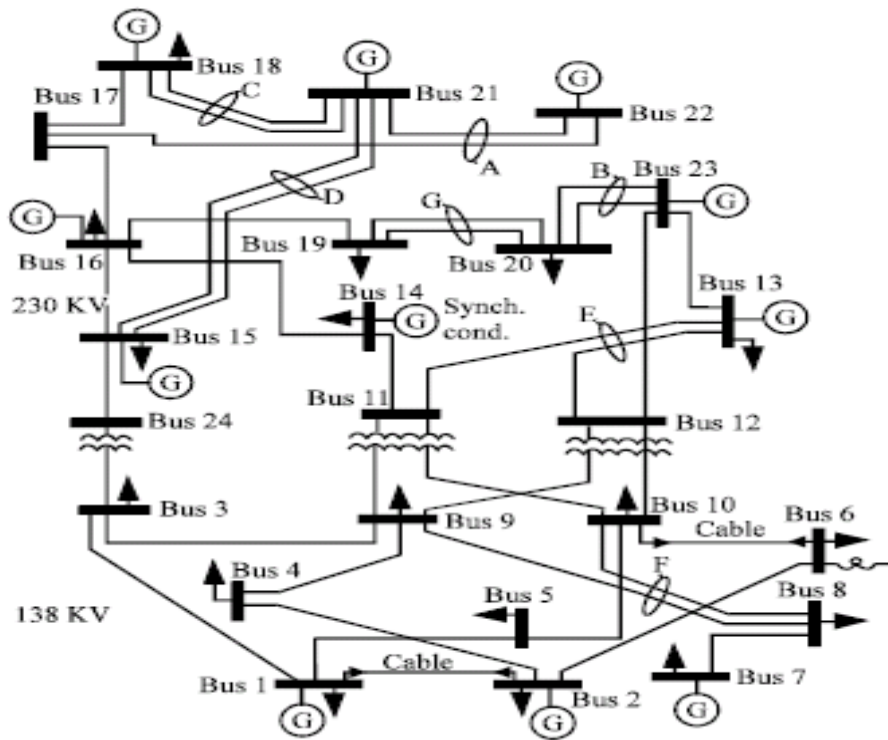 G
Bus 18
G
Bus 21
G
Bus 22
Bus 17
C
A
D
B
Bus 23
G
G
Bus 16
Bus 19
G
Bus 20
Bus 13
G
230 KV
Bus 15
G
Bus 14
G
Synch.
cond.
E
Bus 24
Bus 11
Bus 12
Bus 3
Bus 9
Bus 10
Cable
Bus 6
Bus 4
Bus 5
F
Bus 8
138 KV
Bus 1
Cable
Bus 2
Bus 7
G
G
G